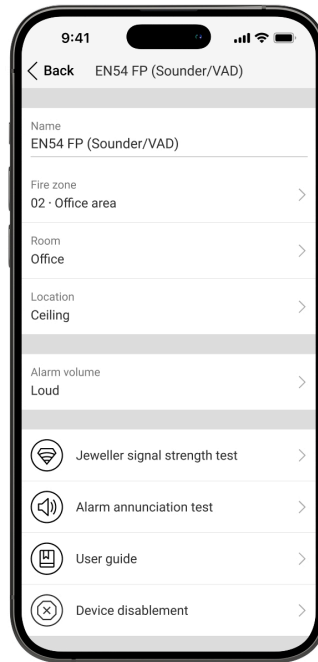 9:41
Back EN54 FP (Sounder/VAD)
Name
EN54 FP (Sounder/VAD)
Fire zone
02 · Office area
Room
Office
Location
Ceiling
Alarm volume
Loud
Jeweller signal strength test
Alarm annunciation test
User guide
Device disablement